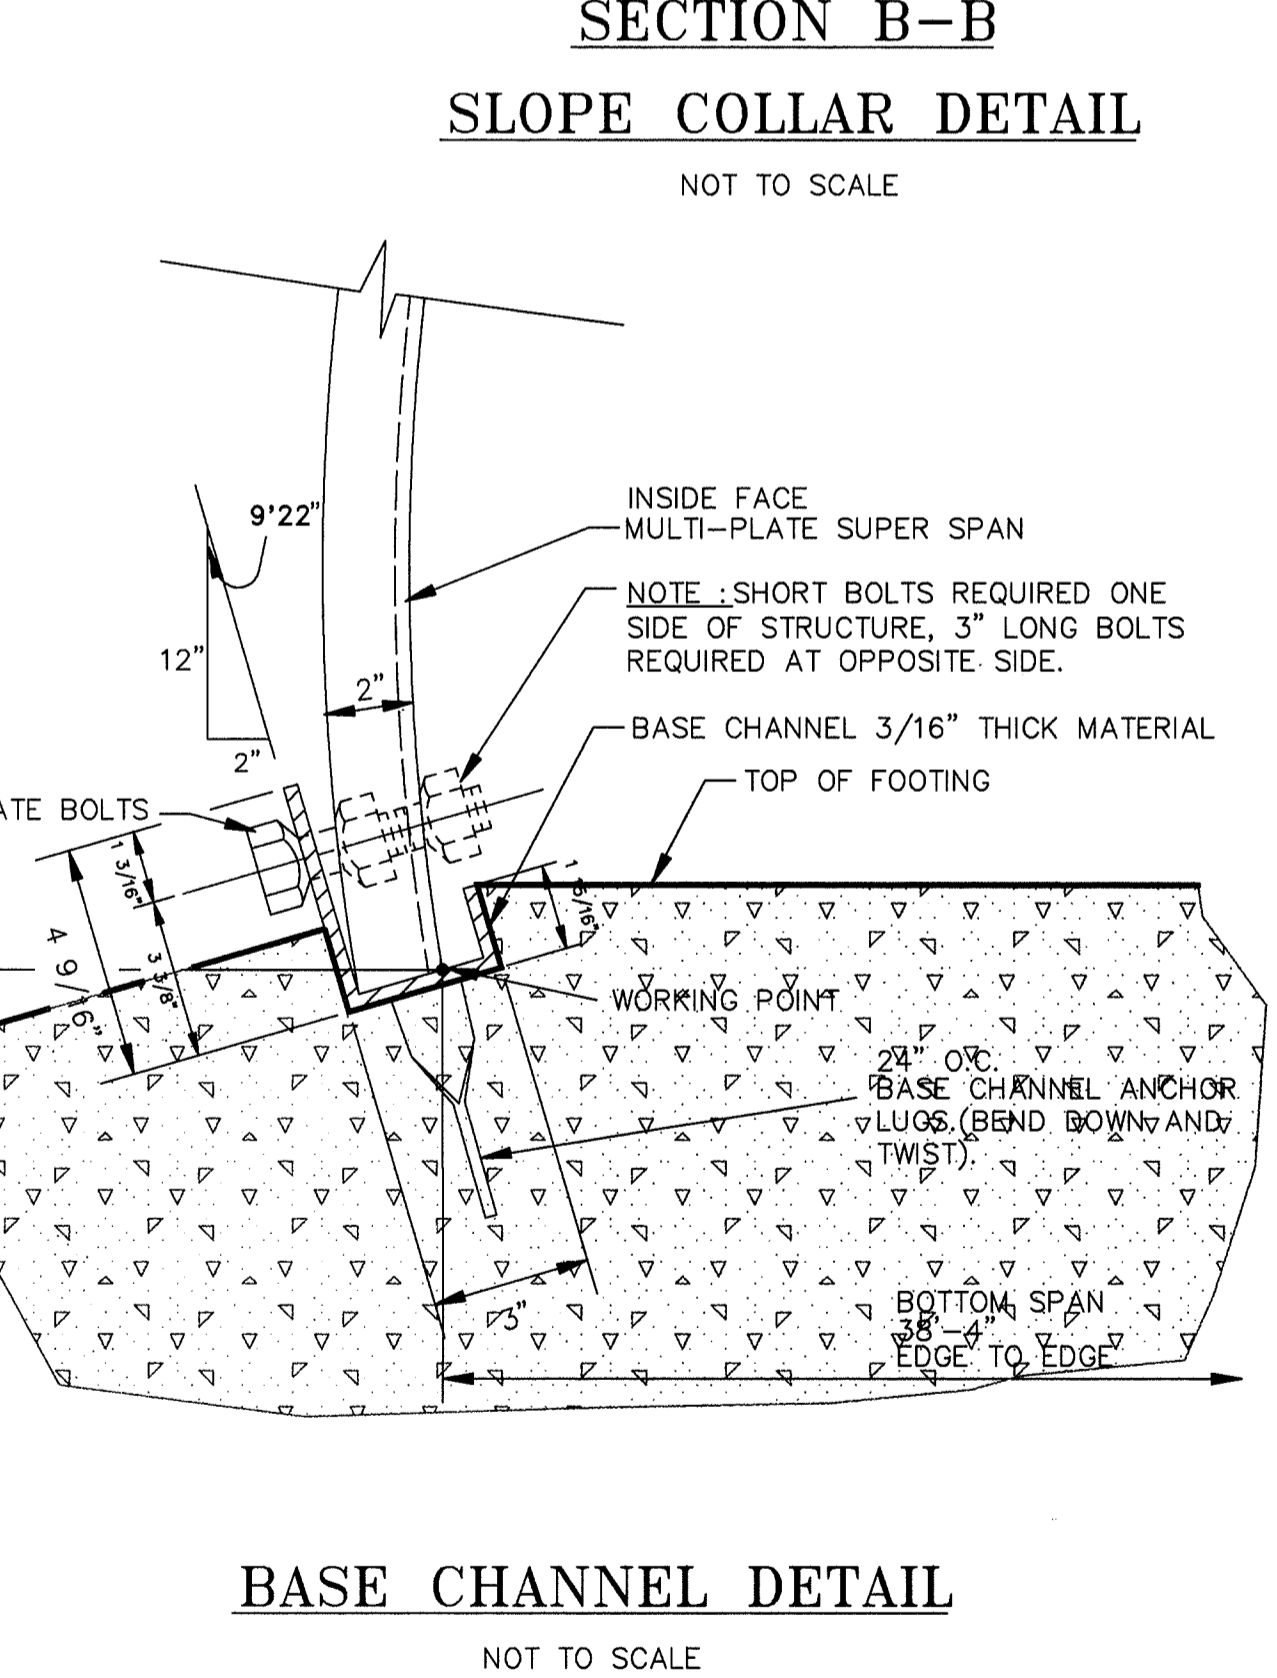 SECTION B-B
SLOPE COLLAR DETAIL
NOT TO SCALE
INSIDE FACE
MULTI-PLATE SUPER SPAN
9'22"
NOTE : SHORT BOLTS REQUIRED ONE
SIDE OF STRUCTURE, 3" LONG BOLTS
REQUIRED AT OPPOSITE SIDE.
12"
2"
2"
BASE CHANNEL 3/16" THICK MATERIAL
TOP OF FOOTING
ATE BOLTS
1 3/16"
1 15/16"
4 9/16"
3 3/8"
WORKING POINT
24" O.C.
BASE CHANNEL ANCHOR
LUGS.(BEND DOWN AND
TWIST).
3"
BOTTOM SPAN
38'-4"
EDGE TO EDGE
BASE CHANNEL DETAIL
NOT TO SCALE